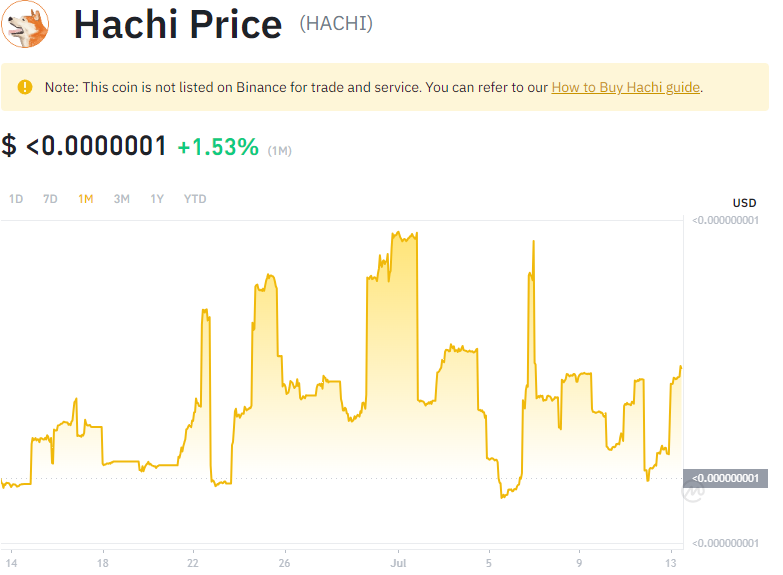 Hachi Price (HACHI)
Note: This coin is not listed on Binance for trade and service. You can refer to our How to Buy Hachi guide.
$ <0.0000001 +1.53% (1M)
1D 7D 1M 3M 1Y YTD
USD
<0.000000001
<0.000000001
<0.000000001
14 18 22 26 Jul 5 9 13